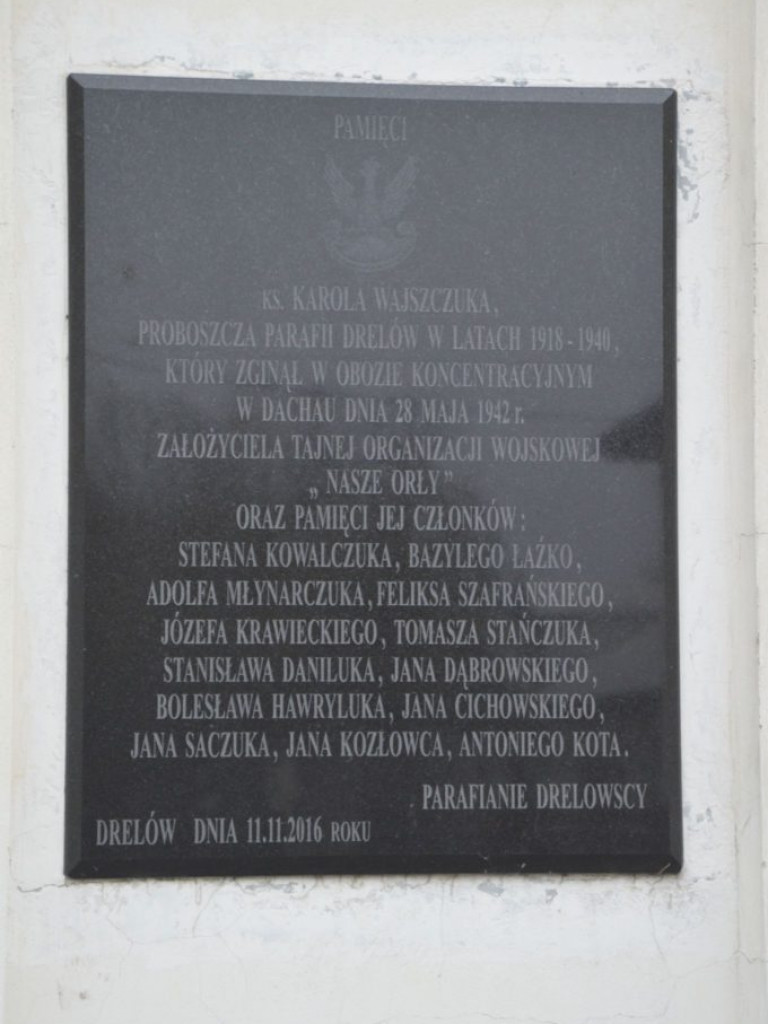 PAMIĘCI
KS. KAROLA WAJSZCZUKA,
PROBOSZCZA PARAFII DRELÓW W LATACH 1918-1940,
KTÓRY ZGINĄŁ W OBOZIE KONCENTRACYJNYM
W DACHAU DNIA 28 MAJA 1942 r.
ZAŁOŻYCIELA TAJNEJ ORGANIZACJI WOJSKOWEJ
„NASZE ORŁY”
ORAZ PAMIĘCI JEJ CZŁONKÓW:
STEFANA KOWALCZUKA, BAZYLEGO ŁAŹKO,
ADOLFA MŁYNARCZUKA, FELIKSA SZAFRAŃSKIEGO,
JÓZEFA KRAWIECKIEGO, TOMASZA STAŃCZUKA,
STANISŁAWA DANILUKA, JANA DĄBROWSKIEGO,
BOLESŁAWA HAWRYLUKA, JANA CICHOWSKIEGO,
JANA SACZUKA, JANA KOZŁOWCA, ANTONIEGO KOTA.
PARAFIANIE DRELOWSCY
DRELÓW DNIA 11.11.2016 ROKU